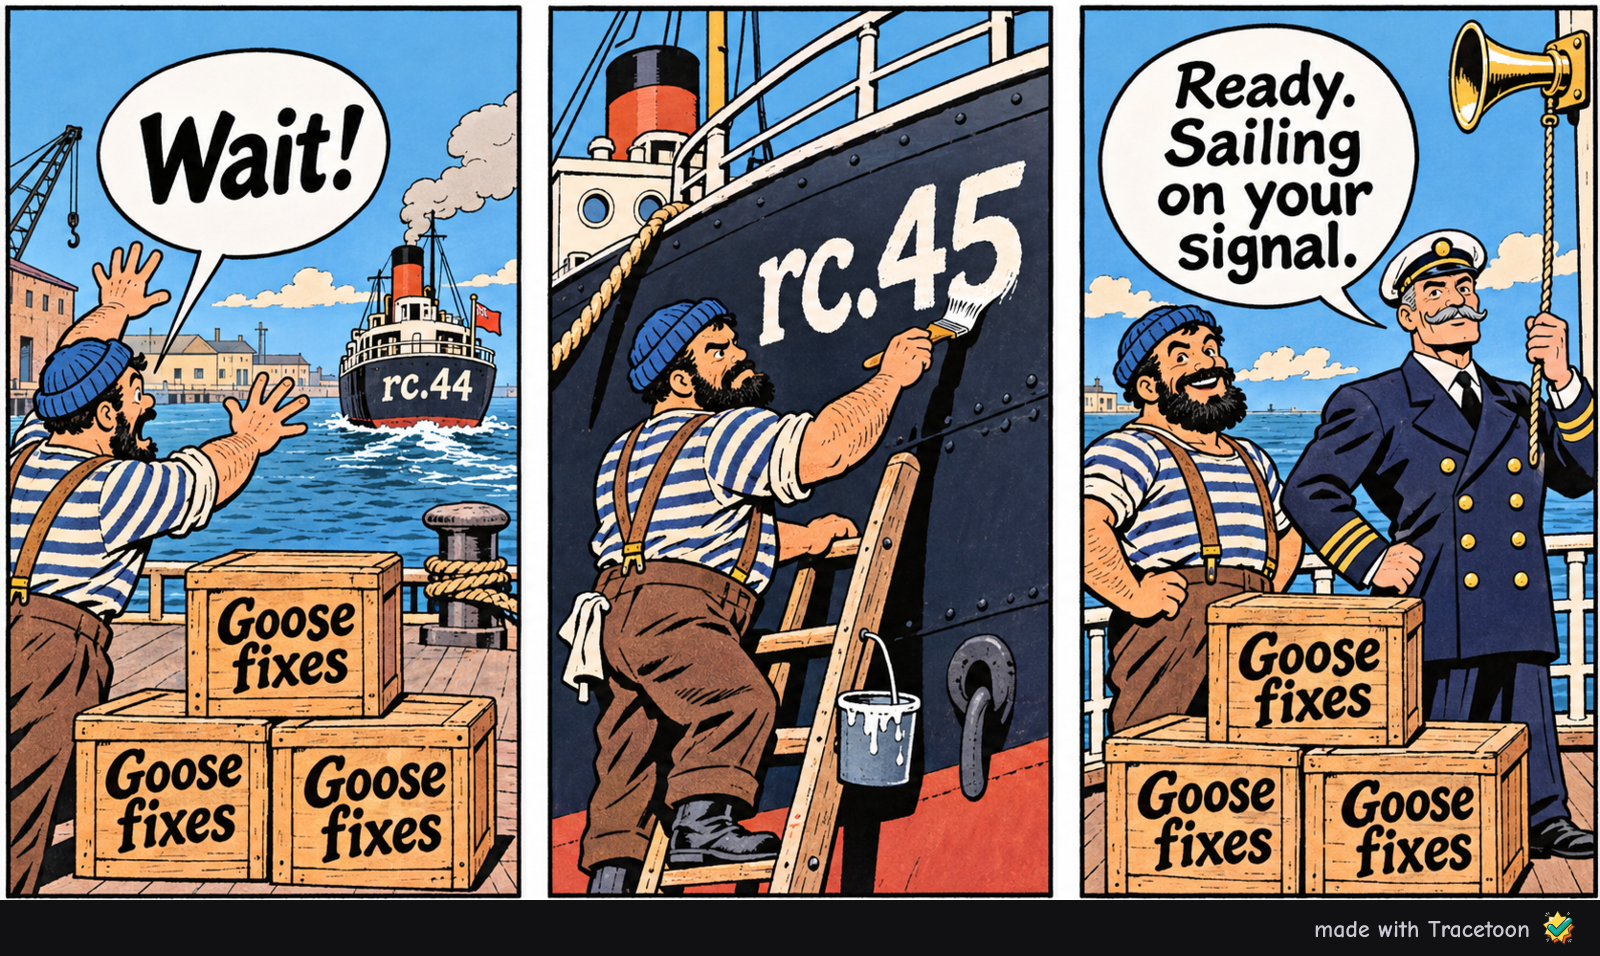 Wait!
rc.44
Goose
fixes
Goose
fixes
Goose
fixes
rc.45
Ready.
Sailing
on your
signal.
Goose
fixes
Goose
fixes
Goose
fixes
made with Tracetoon